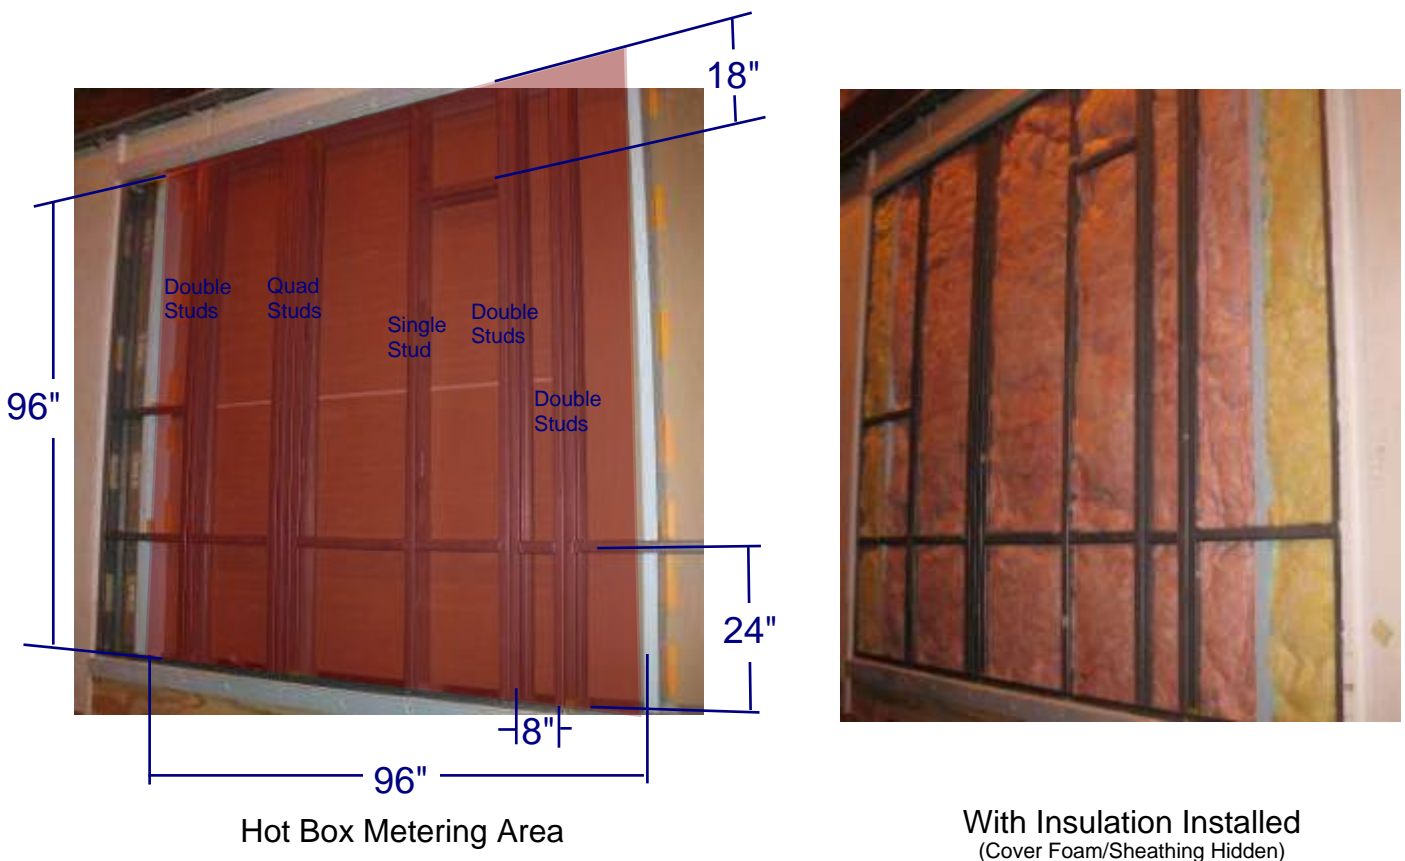 18"
Double
Studs
Quad
Studs
Single
Stud
Double
Studs
Double
Studs
96"
24"
8"
96"
Hot Box Metering Area
With Insulation Installed
(Cover Foam/Sheathing Hidden)